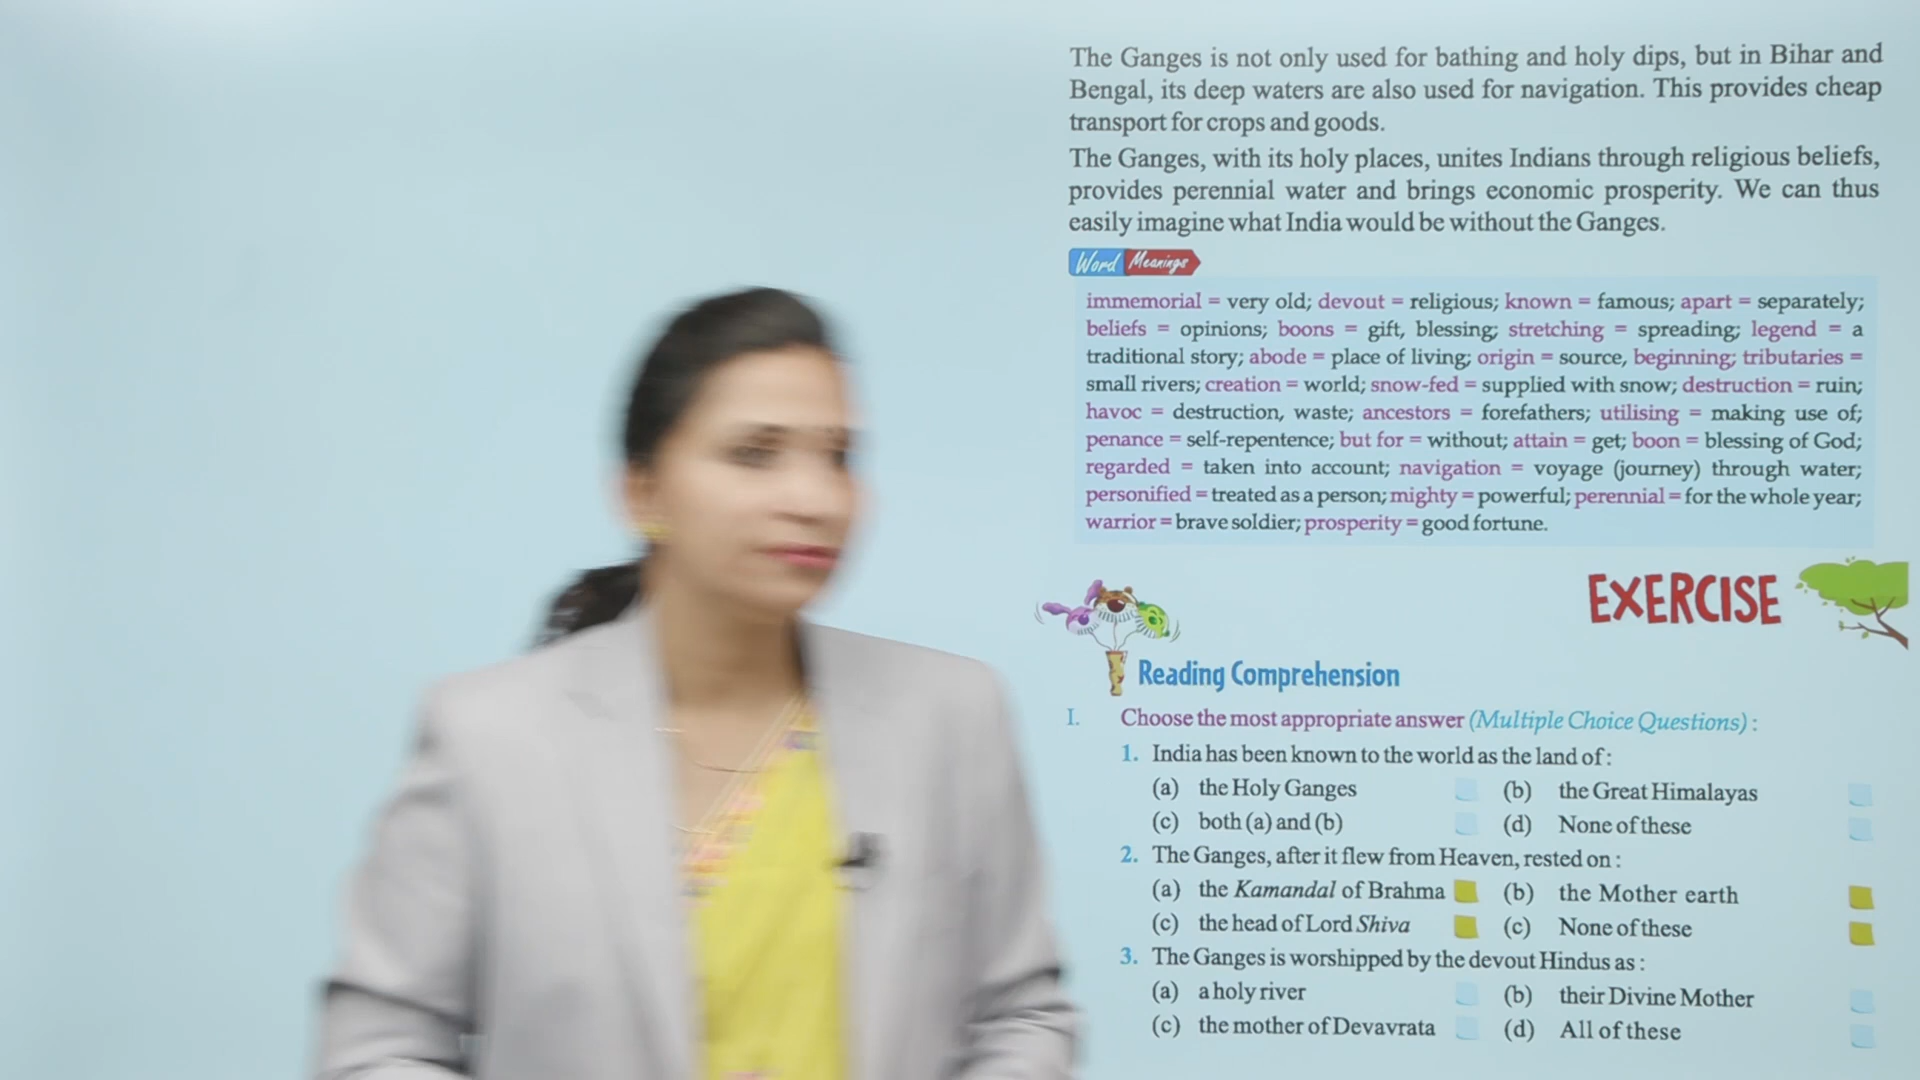 The Ganges is not only used for bathing and holy dips, but in Bihar and
Bengal, its deep waters are also used for navigation. This provides cheap
transport for crops and goods.
The Ganges, with its holy places, unites Indians through religious beliefs,
provides perennial water and brings economic prosperity. We can thus
easily imagine what India would be without the Ganges.
Word Meanings
immemorial = very old; devout = religious; known = famous; apart = separately;
beliefs = opinions; boons = gift, blessing; stretching = spreading; legend = a
traditional story; abode = place of living; origin = source, beginning; tributaries =
small rivers; creation = world; snow-fed = supplied with snow; destruction = ruin;
havoc = destruction, waste; ancestors = forefathers; utilising = making use of;
penance = self-repentence; but for = without; attain = get; boon = blessing of God;
regarded = taken into account; navigation = voyage (journey) through water;
personified = treated as a person; mighty = powerful; perennial = for the whole year;
warrior = brave soldier; prosperity = good fortune.
EXERCISE
Reading Comprehension
I. Choose the most appropriate answer (Multiple Choice Questions) :
1. India has been known to the world as the land of :
(a) the Holy Ganges (b) the Great Himalayas
(c) both (a) and (b) (d) None of these
2. The Ganges, after it flew from Heaven, rested on :
(a) the Kamandal of Brahma (b) the Mother earth
(c) the head of Lord Shiva (c) None of these
3. The Ganges is worshipped by the devout Hindus as :
(a) a holy river (b) their Divine Mother
(c) the mother of Devavrata (d) All of these